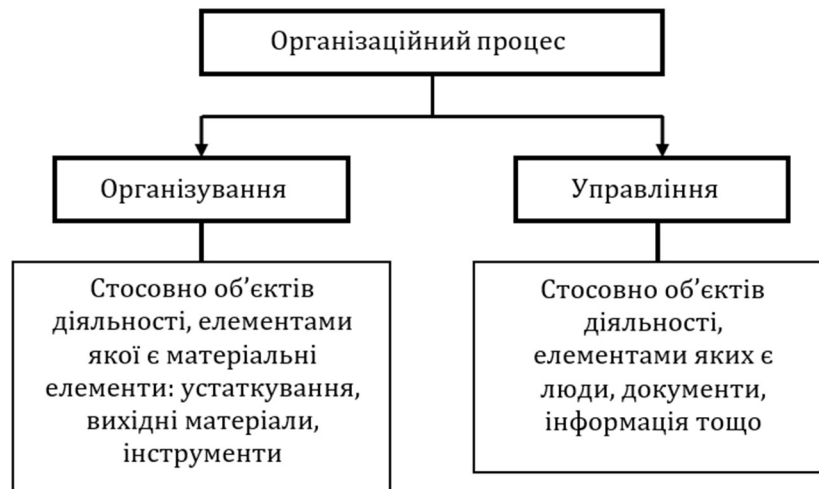 Організаційний процес
Організування
Управління
Стосовно об’єктів
діяльності, елементами
якої є матеріальні
елементи: устаткування,
вихідні матеріали,
інструменти
Стосовно об’єктів
діяльності,
елементами яких є
люди, документи,
інформація тощо